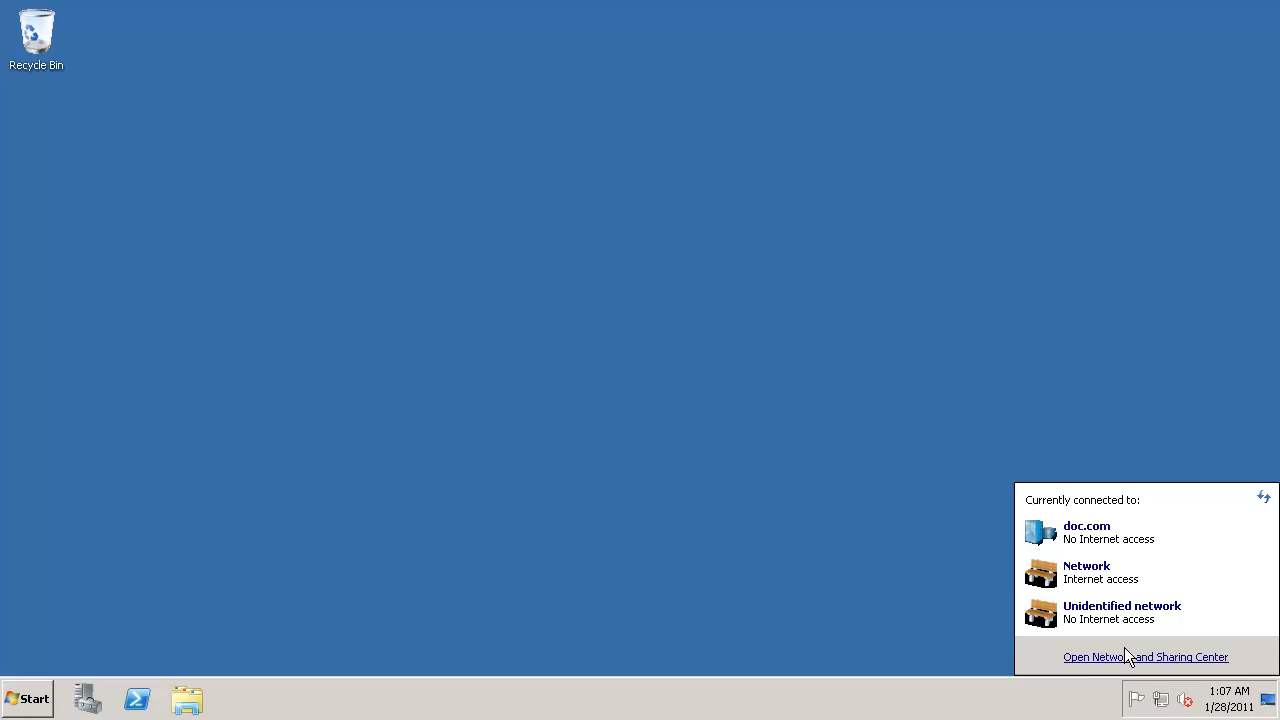 Recycle Bin
Currently connected to:
doc.com
No Internet access
Network
Internet access
Unidentified network
No Internet access
Open Network and Sharing Center
Start
1:07 AM
1/28/2011